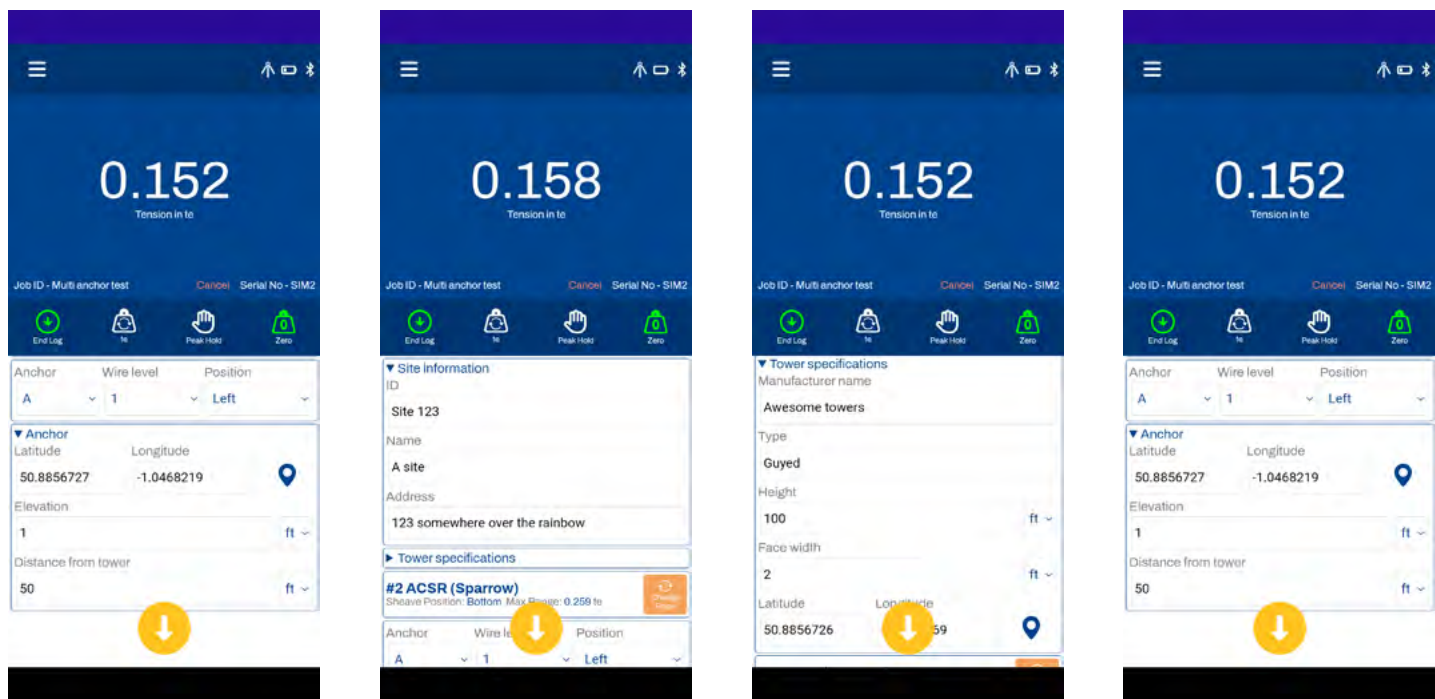 0.152
Tension in te
Job ID - Multi anchor test Cancel Serial No - SIM2
End Log te Peak Hold Zero
Anchor Wire level Position
A 1 Left
▼ Anchor
Latitude Longitude
50.8856727 -1.0468219
Elevation
1 ft
Distance from tower
50 ft
0.158
Tension in te
Job ID - Multi anchor test Cancel Serial No - SIM2
End Log te Peak Hold Zero
▼ Site information
ID
Site 123
Name
A site
Address
123 somewhere over the rainbow
► Tower specifications
#2 ACSR (Sparrow)
Sheave Position: Bottom Max Range: 0.259 te
Anchor Wire Position
A 1 Left
0.152
Tension in te
Job ID - Multi anchor test Cancel Serial No - SIM2
End Log te Peak Hold Zero
▼ Tower specifications
Manufacturer name
Awesome towers
Type
Guyed
Height
100 ft
Face width
2 ft
Latitude Longitude
50.8856726 59
0.152
Tension in te
Job ID - Multi anchor test Cancel Serial No - SIM2
End Log te Peak Hold Zero
Anchor Wire level Position
A 1 Left
▼ Anchor
Latitude Longitude
50.8856727 -1.0468219
Elevation
1 ft
Distance from tower
50 ft